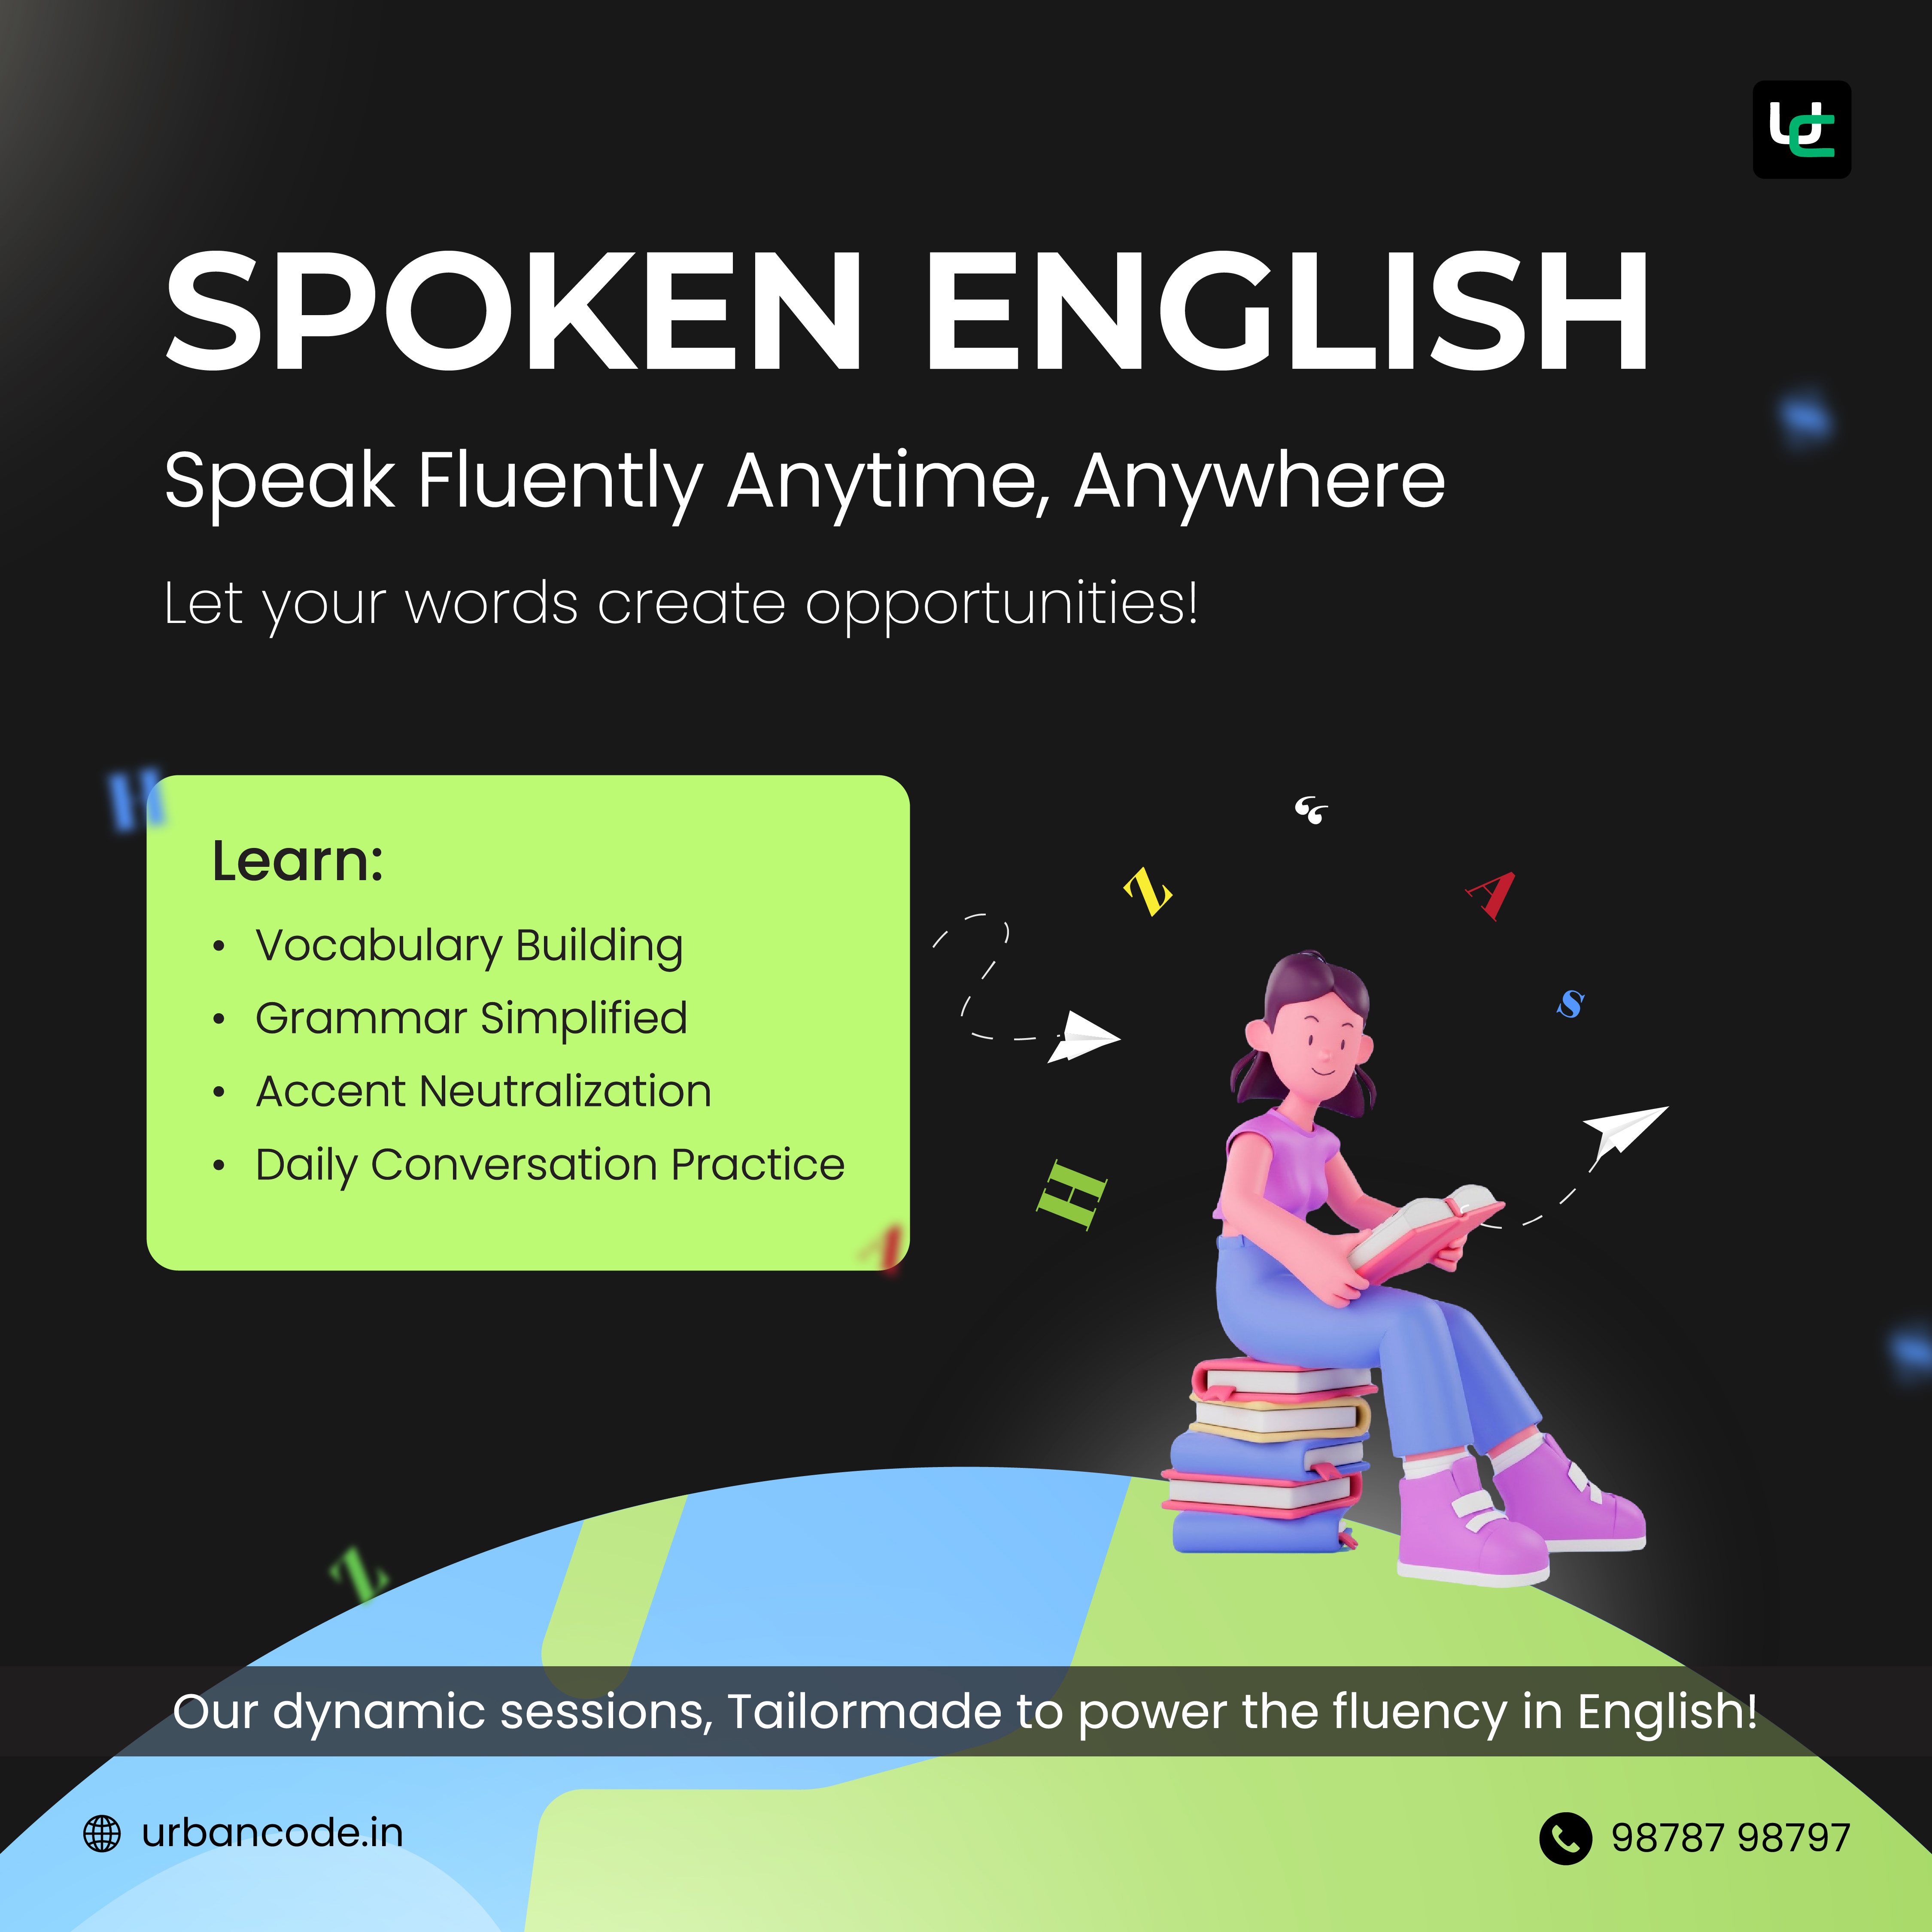 UC
SPOKEN ENGLISH
Speak Fluently Anytime, Anywhere
Let your words create opportunities!
H
Learn:
• Vocabulary Building
• Grammar Simplified
• Accent Neutralization
• Daily Conversation Practice
“
Z
A
S
H
A
Z
Our dynamic sessions, Tailormade to power the fluency in English!
urbancode.in
98787 98797